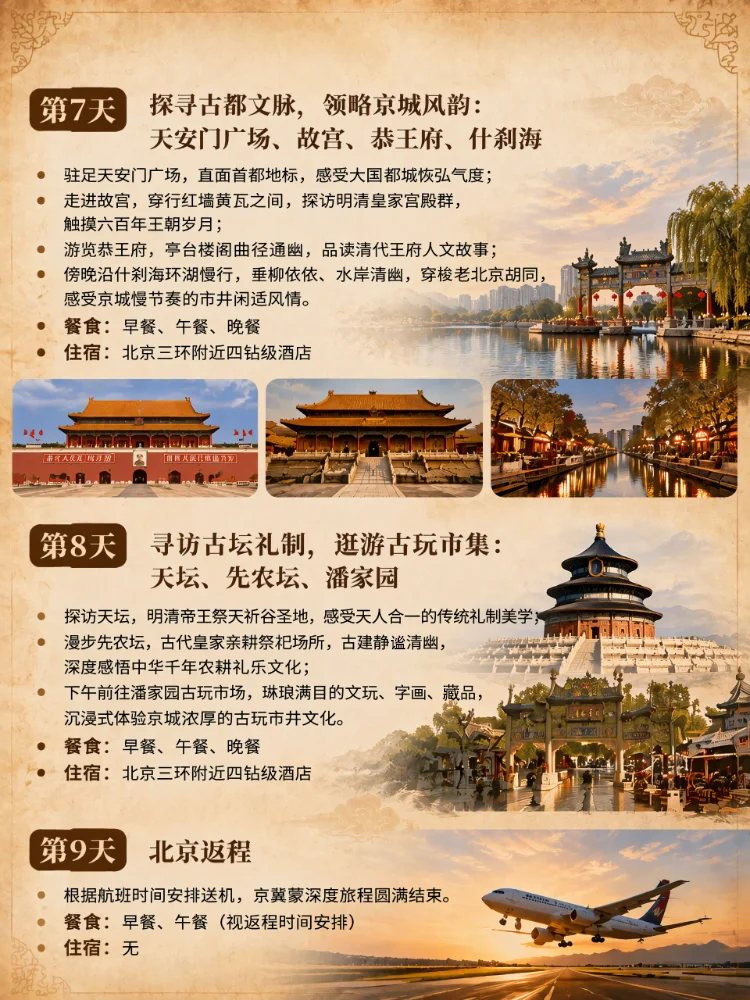 第7天
探寻古都文脉，领略京城风韵：
天安门广场、故宫、恭王府、什刹海
驻足天安门广场，直面首都地标，感受大国都城恢弘气度；
走进故宫，穿行红墙黄瓦之间，探访明清皇家宫殿群，
触摸六百年王朝岁月；
游览恭王府，亭台楼阁曲径通幽，品读清代王府人文故事；
傍晚沿什刹海环湖慢行，垂柳依依、水岸清幽，穿梭老北京胡同，
感受京城慢节奏的市井闲适风情。
餐食：早餐、午餐、晚餐
住宿：北京三环附近四钻级酒店
第8天
寻访古坛礼制，逛游古玩市集：
天坛、先农坛、潘家园
探访天坛，明清帝王祭天祈谷圣地，感受天人合一的传统礼制美学；
漫步先农坛，古代皇家亲耕祭祀场所，古建静谧清幽，
深度感悟中华千年农耕礼乐文化；
下午前往潘家园古玩市场，琳琅满目的文玩、字画、藏品，
沉浸式体验京城浓厚的古玩市井文化。
餐食：早餐、午餐、晚餐
住宿：北京三环附近四钻级酒店
第9天
北京返程
根据航班时间安排送机，京冀蒙深度旅程圆满结束。
餐食：早餐、午餐（视返程时间安排）
住宿：无